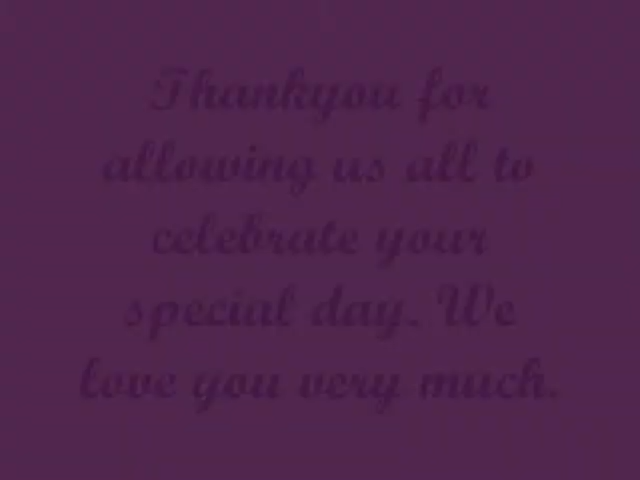 Thankyou for
allowing us all to
celebrate your
special day. We
love you very much.